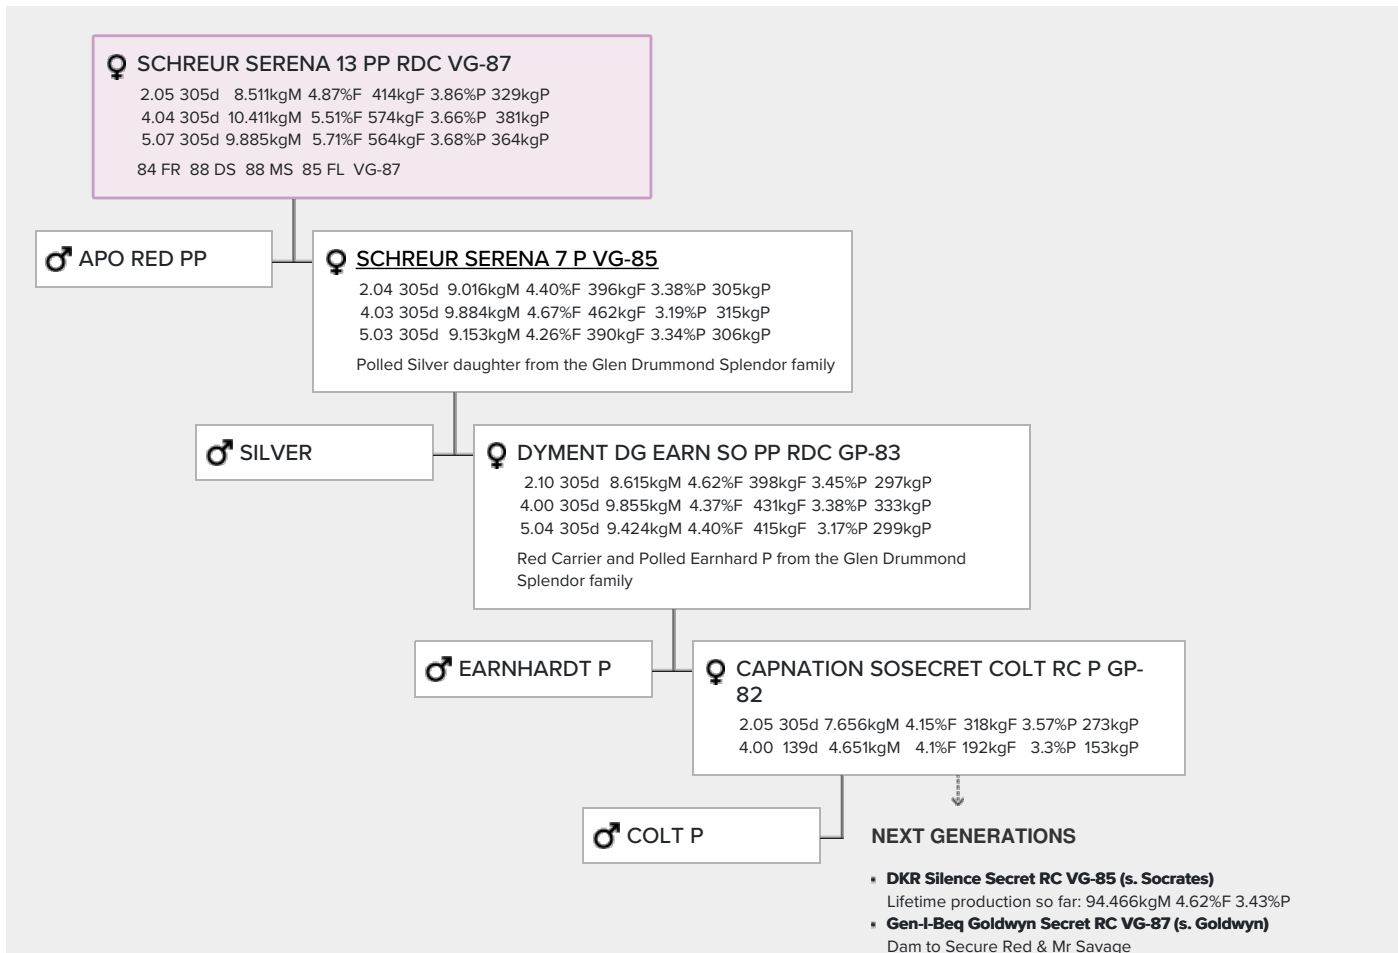 SCHREUR SERENA 13 PP RDC VG-87
2.05 305d 8.511kgM 4.87%F 414kgF 3.86%P 329kgP
4.04 305d 10.411kgM 5.51%F 574kgF 3.66%P 381kgP
5.07 305d 9.885kgM 5.71%F 564kgF 3.68%P 364kgP
84 FR 88 DS 88 MS 85 FL VG-87
APO RED PP
SCHREUR SERENA 7 P VG-85
2.04 305d 9.016kgM 4.40%F 396kgF 3.38%P 305kgP
4.03 305d 9.884kgM 4.67%F 462kgF 3.19%P 315kgP
5.03 305d 9.153kgM 4.26%F 390kgF 3.34%P 306kgP
Polled Silver daughter from the Glen Drummond Splendor family
SILVER
DYMENT DG EARN SO PP RDC GP-83
2.10 305d 8.615kgM 4.62%F 398kgF 3.45%P 297kgP
4.00 305d 9.855kgM 4.37%F 431kgF 3.38%P 333kgP
5.04 305d 9.424kgM 4.40%F 415kgF 3.17%P 299kgP
Red Carrier and Polled Earnhard P from the Glen Drummond
Splendor family
EARNHARDT P
CAPNATION SOSECRET COLT RC P GP-
82
2.05 305d 7.656kgM 4.15%F 318kgF 3.57%P 273kgP
4.00 139d 4.651kgM 4.1%F 192kgF 3.3%P 153kgP
COLT P
NEXT GENERATIONS
▪ DKR Silence Secret RC VG-85 (s. Socrates)
Lifetime production so far: 94.466kgM 4.62%F 3.43%P
▪ Gen-I-Beq Goldwyn Secret RC VG-87 (s. Goldwyn)
Dam to Secure Red & Mr Savage